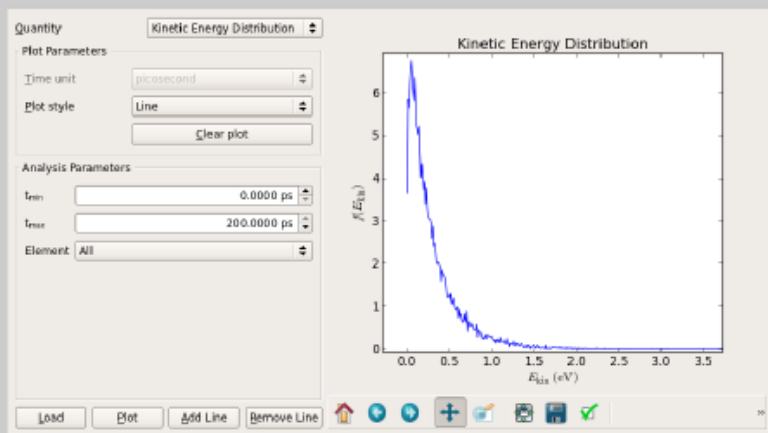 Quantity
Kinetic Energy Distribution
Plot Parameters
Time unit
picosecond
Plot style
Line
Clear plot
Analysis Parameters
tmin
0.0000 ps
tmax
200.0000 ps
Element
All
Load
Plot
Add Line
Remove Line
Kinetic Energy Distribution
f(Ekin)
6
5
4
3
2
1
0
0.0 0.5 1.0 1.5 2.0 2.5 3.0 3.5
Ekin (eV)
»